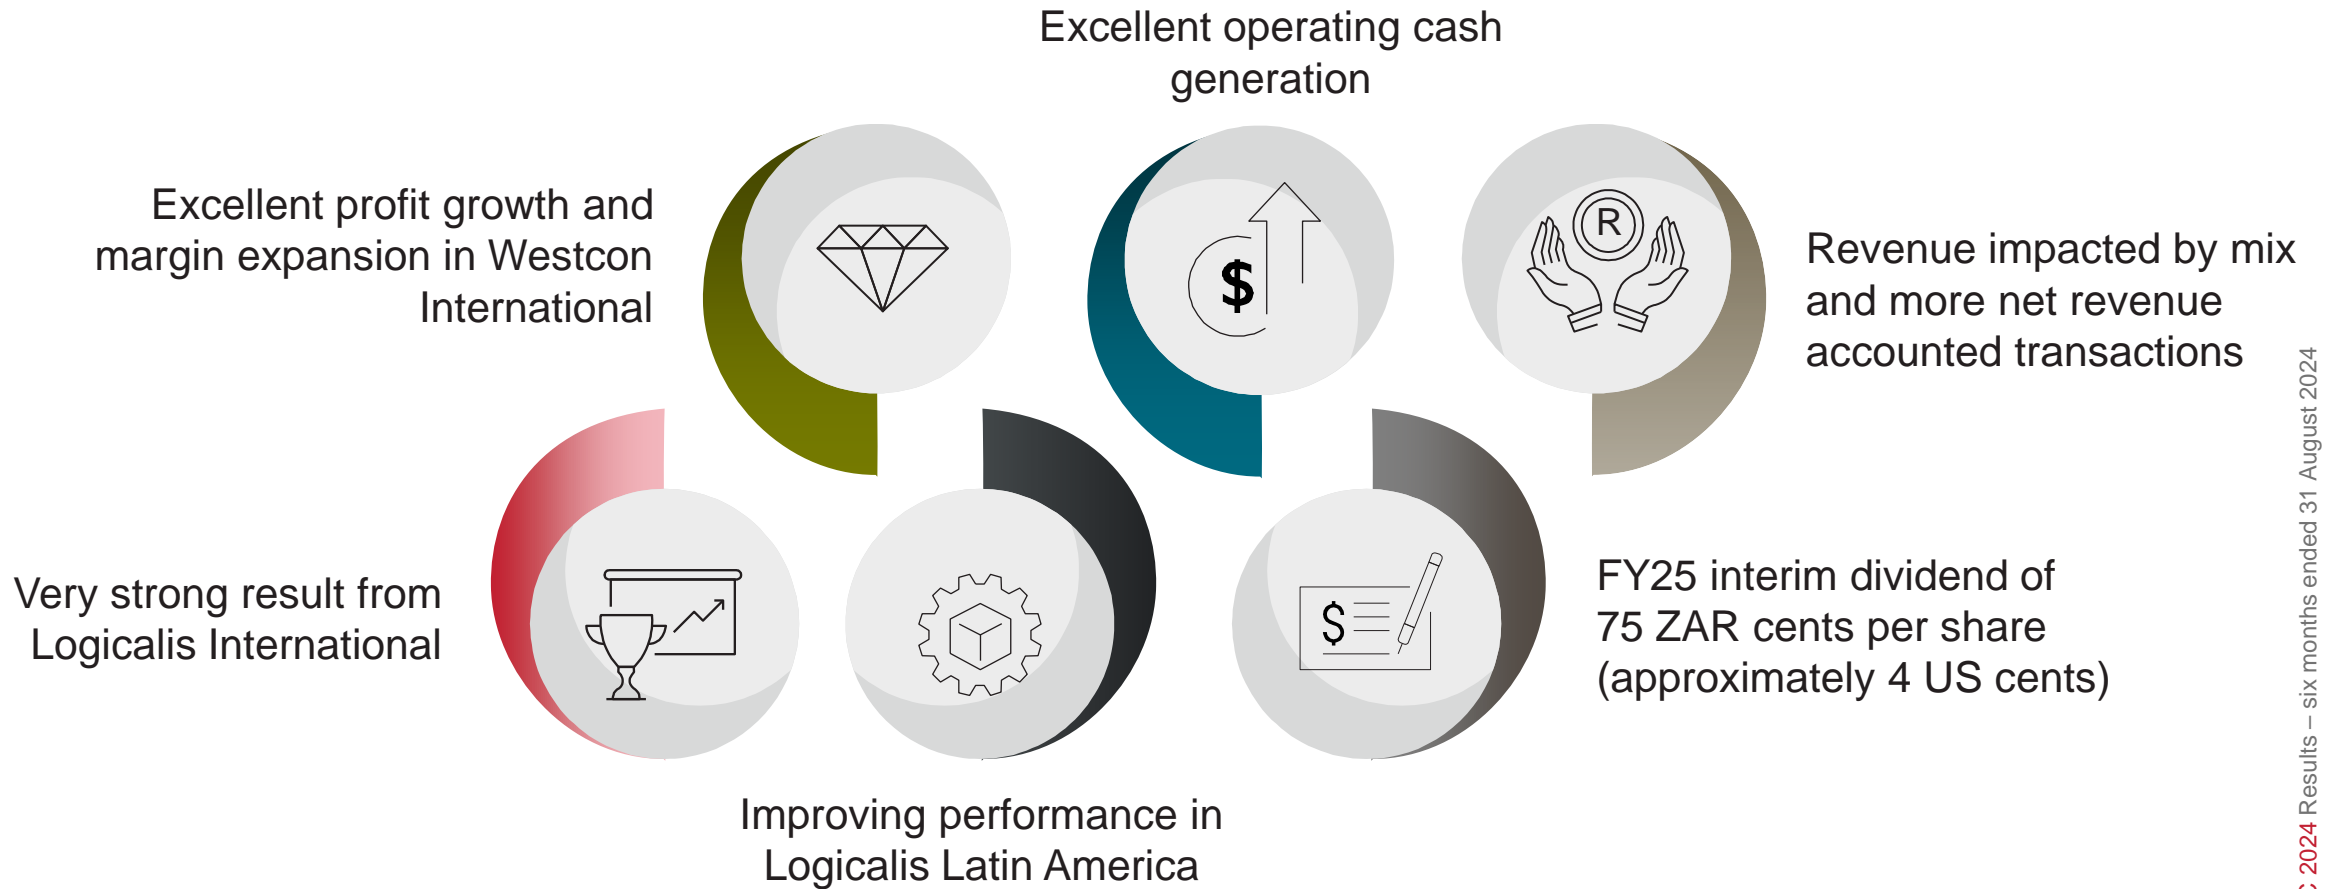 Excellent operating cash
generation
Excellent profit growth and
margin expansion in Westcon
International
$
R
Revenue impacted by mix
and more net revenue
accounted transactions
Very strong result from
Logicalis International
$
FY25 interim dividend of
75 ZAR cents per share
(approximately 4 US cents)
Improving performance in
Logicalis Latin America
2024 Results – six months ended 31 August 2024